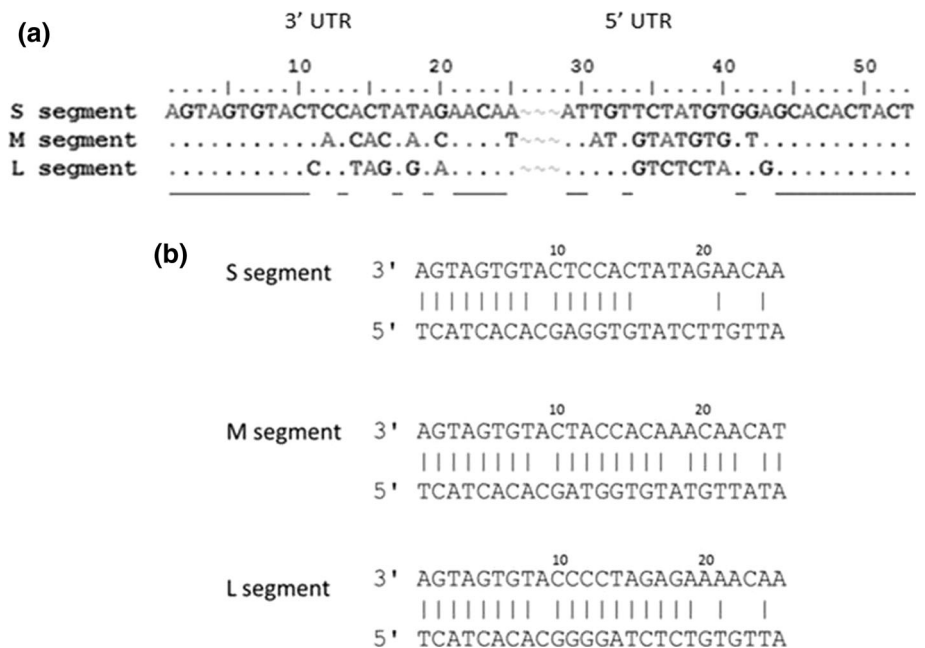 (a)
3' UTR 5' UTR
10 20 30 40 50
S segment AGTAGTGTACTCCACTATAGAACAA~~~ATTGTTCTATGTGGAGCACACTACT
M segment ...........A.CAC.A.C....T~~~..AT.GTATGTG.T...........
L segment ..........C..TAG.G.A.....~~~.....GTCTCTA..G..........
(b)
10 20
S segment 3' AGTAGTGTACTCCACTATAGAACAA
5' TCATCACACGAGGTGTATCTTGTTA
10 20
M segment 3' AGTAGTGTACTACCACAAACAACAT
5' TCATCACACGATGGTGTATGTTATA
10 20
L segment 3' AGTAGTGTACCCCTAGAGAAAACAA
5' TCATCACACGGGGATCTCTGTGTTA